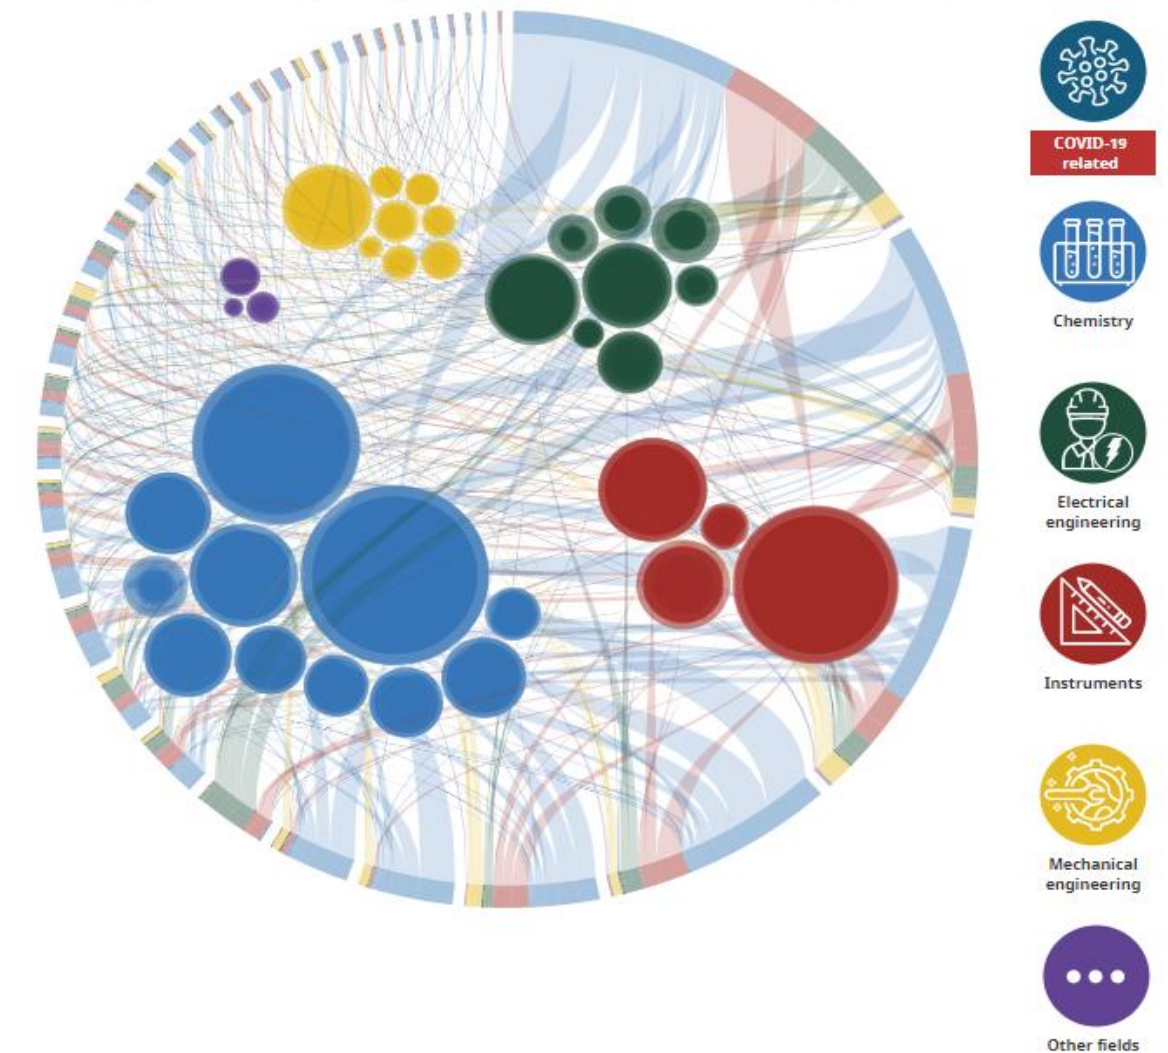 COVID-19
related
Chemistry
Electrical
engineering
Instruments
Mechanical
engineering
Other fields